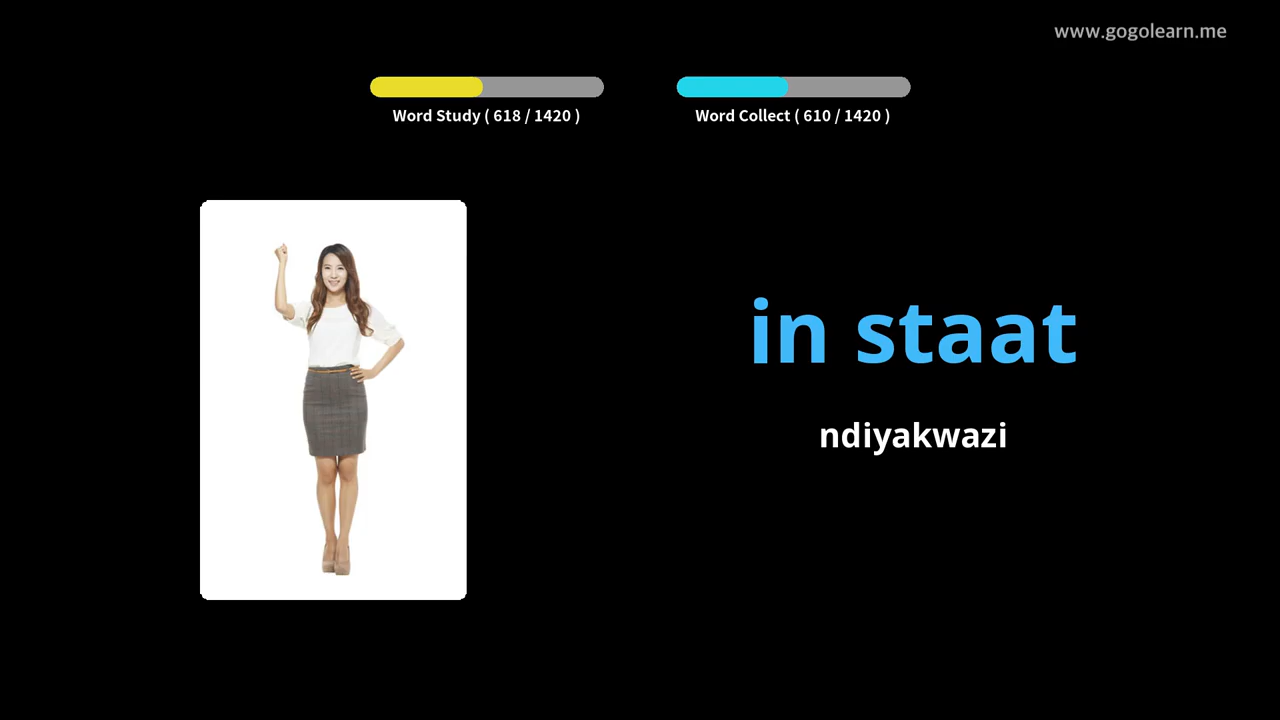 www.gogolearn.me
Word Study ( 618 / 1420 )
Word Collect ( 610 / 1420 )
in staat
ndiyakwazi